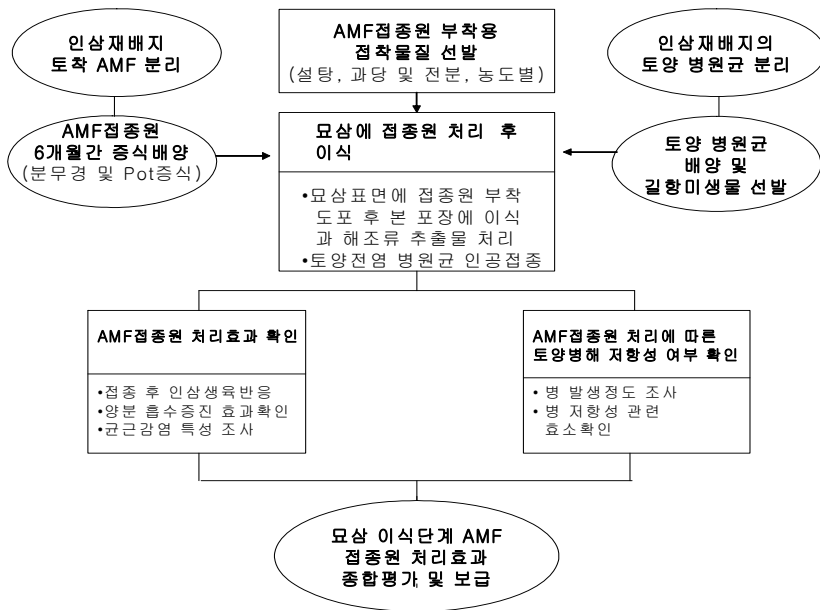 인삼재배지
토착 AMF 분리
AMF접종원 부착용
접착물질 선발
(설탕, 과당 및 전분, 농도별)
인삼재배지의
토양 병원균 분리
AMF접종원
6개월간 증식배양
(분무경 및 Pot증식)
묘삼에 접종원 처리 후
이식
•묘삼표면에 접종원 부착
도포 후 본 포장에 이식
과 해조류 추출물 처리
•토양전염 병원균 인공접종
토양 병원균
배양 및
길항미생물 선발
AMF접종원 처리효과 확인
•접종 후 인삼생육반응
•양분 흡수증진 효과확인
•균근감염 특성 조사
AMF접종원 처리에 따른
토양병해 저항성 여부 확인
• 병 발생정도 조사
• 병 저항성 관련
효소확인
묘삼 이식단계 AMF
접종원 처리효과
종합평가 및 보급